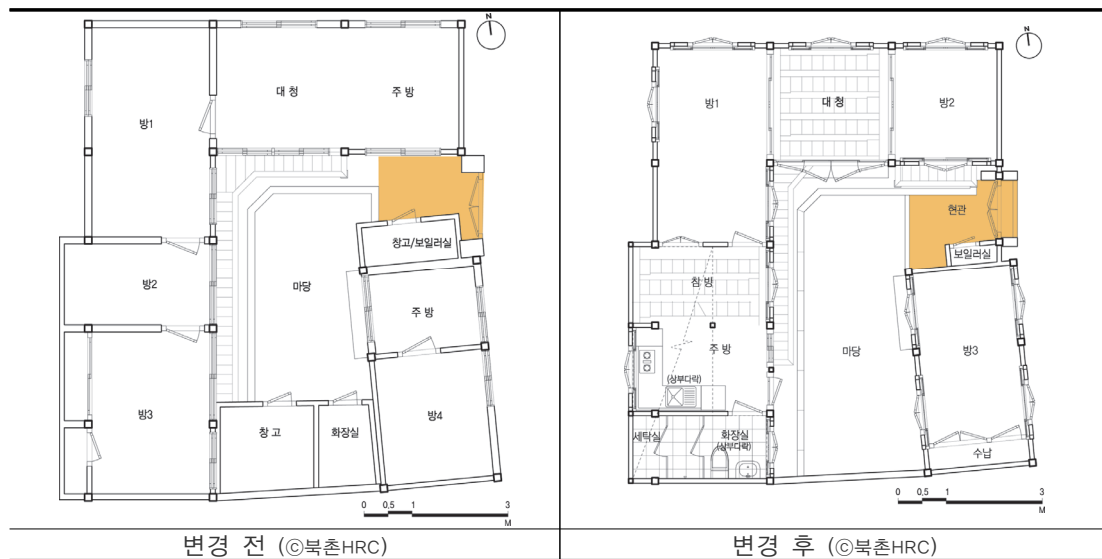 N
대 청
주 방
방1
창고/보일러실
방2
마당
주 방
방3
방4
창 고
화장실
0 0.5 1 3
M
변경 전 (ⓒ북촌HRC)
N
방1
대 청
방2
현관
보일러실
찬 방
주 방
(상부다락)
마당
방3
세탁실
화장실
(상부다락)
수납
0 0.5 1 3
M
변경 후 (ⓒ북촌HRC)